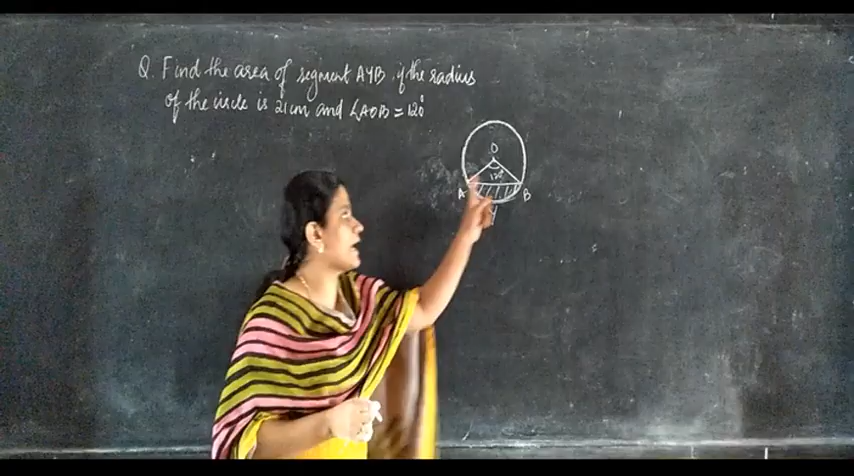 Q. Find the area of segment AYB, if the radius
of the circle is 21cm and ∠AOB = 120°
O
120°
A
B
Y